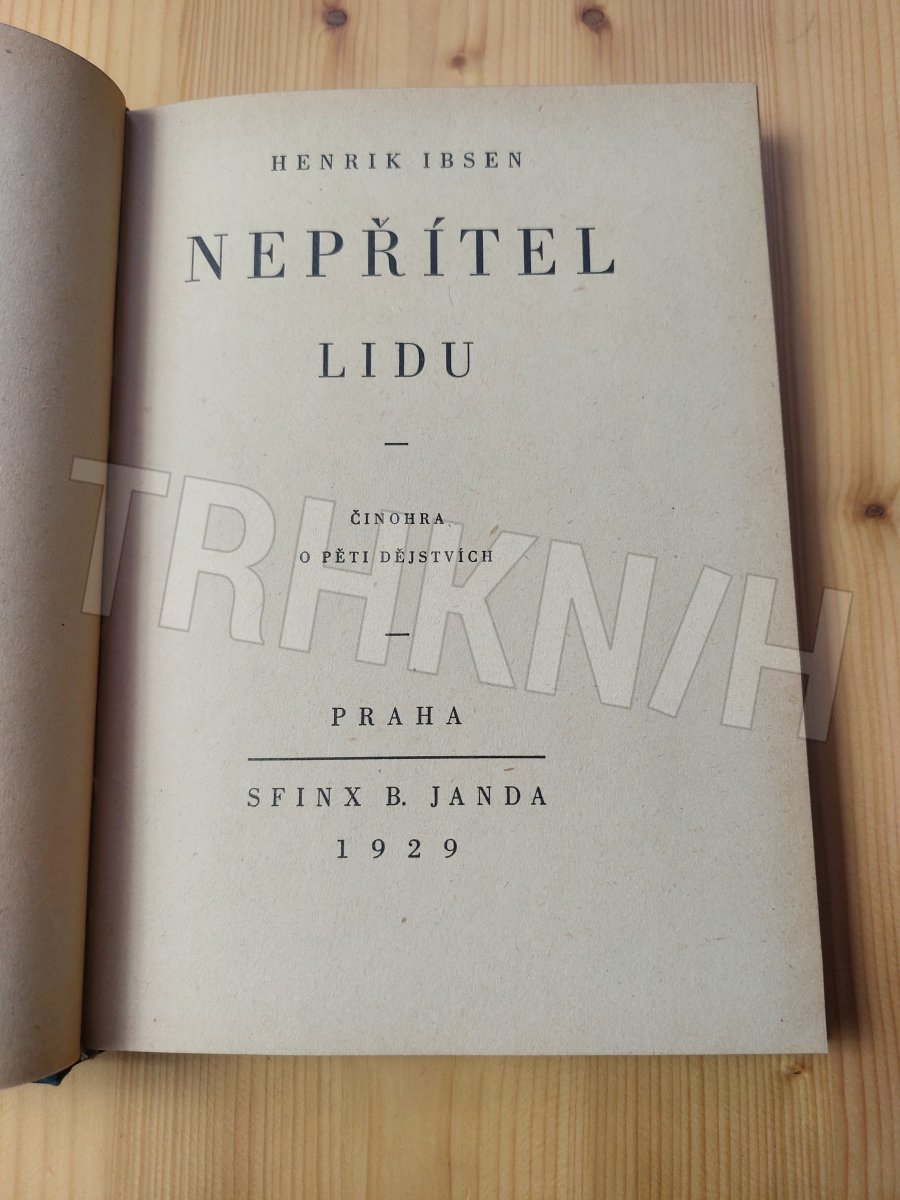 HENRIK IBSEN
NEPŘÍTEL
LIDU
ČINOHRA
O PĚTI DĚJSTVÍCH
PRAHA
SFINX B. JANDA
1929
TRHKNIH